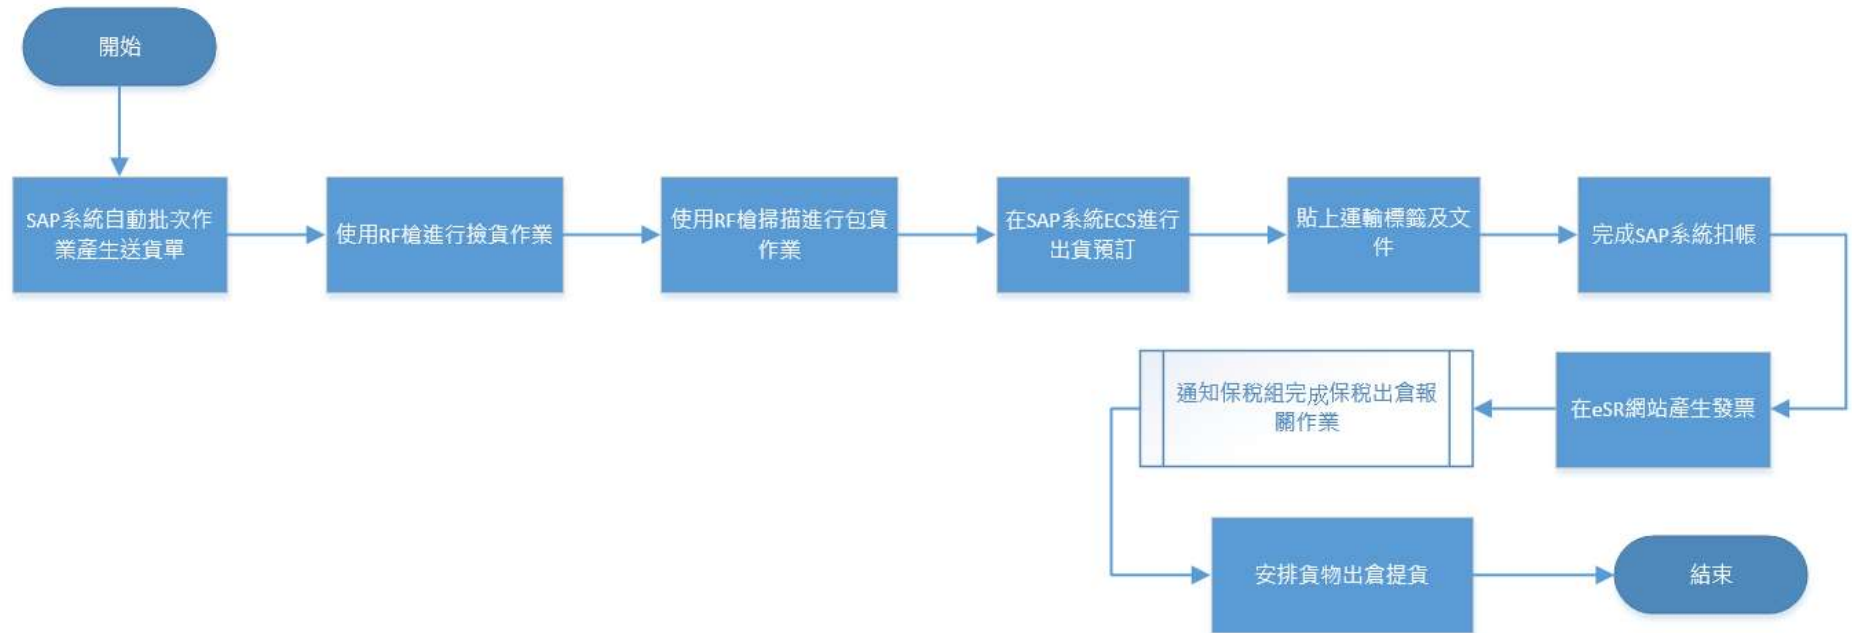 開始
SAP系統自動批次作
業產生送貨單
使用RF槍進行撿貨作業
使用RF槍掃描進行包貨
作業
在SAP系統ECS進行
出貨預訂
貼上運輸標籤及文
件
完成SAP系統扣帳
在eSR網站產生發票
通知保稅組完成保稅出倉報
關作業
安排貨物出倉提貨
結束